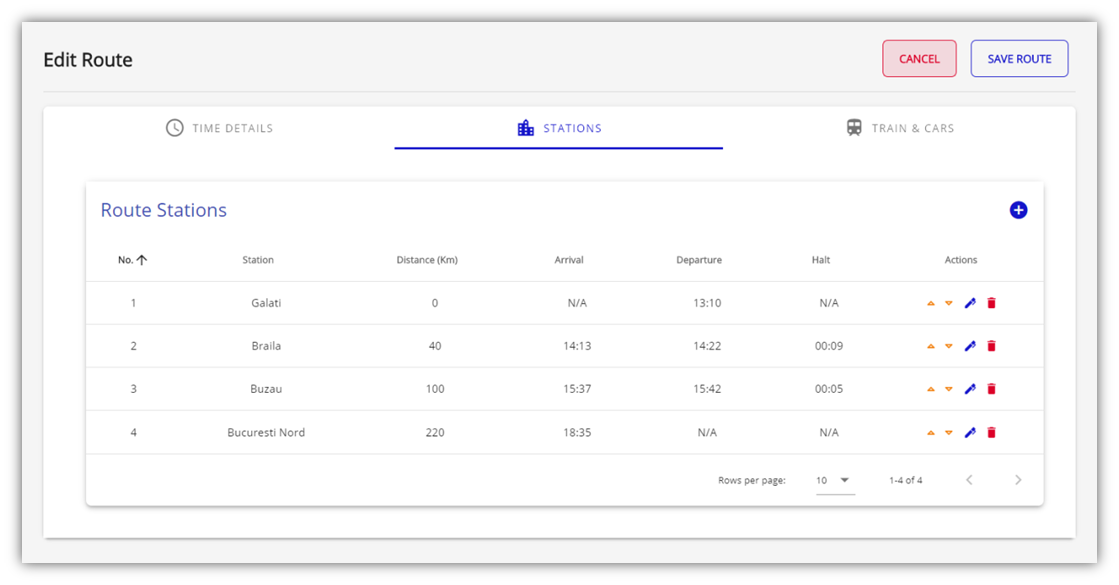 Edit Route CANCEL SAVE ROUTE
TIME DETAILS STATIONS TRAIN & CARS
Route Stations
No. Station Distance (Km) Arrival Departure Halt Actions
1 Galati 0 N/A 13:10 N/A
2 Braila 40 14:13 14:22 00:09
3 Buzau 100 15:37 15:42 00:05
4 Bucuresti Nord 220 18:35 N/A N/A
Rows per page: 10 1-4 of 4